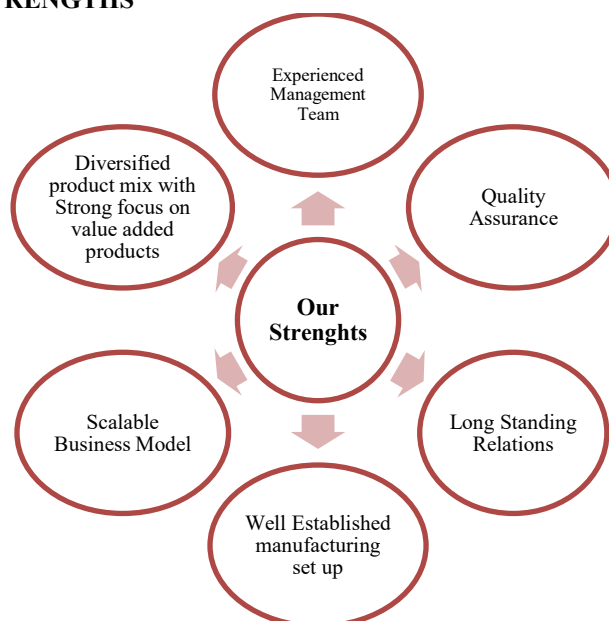 RENGTHS
Experienced
Management
Team
Diversified
product mix with
Strong focus on
value added
products
Quality
Assurance
Our
Strenghts
Scalable
Business Model
Long Standing
Relations
Well Established
manufacturing
set up